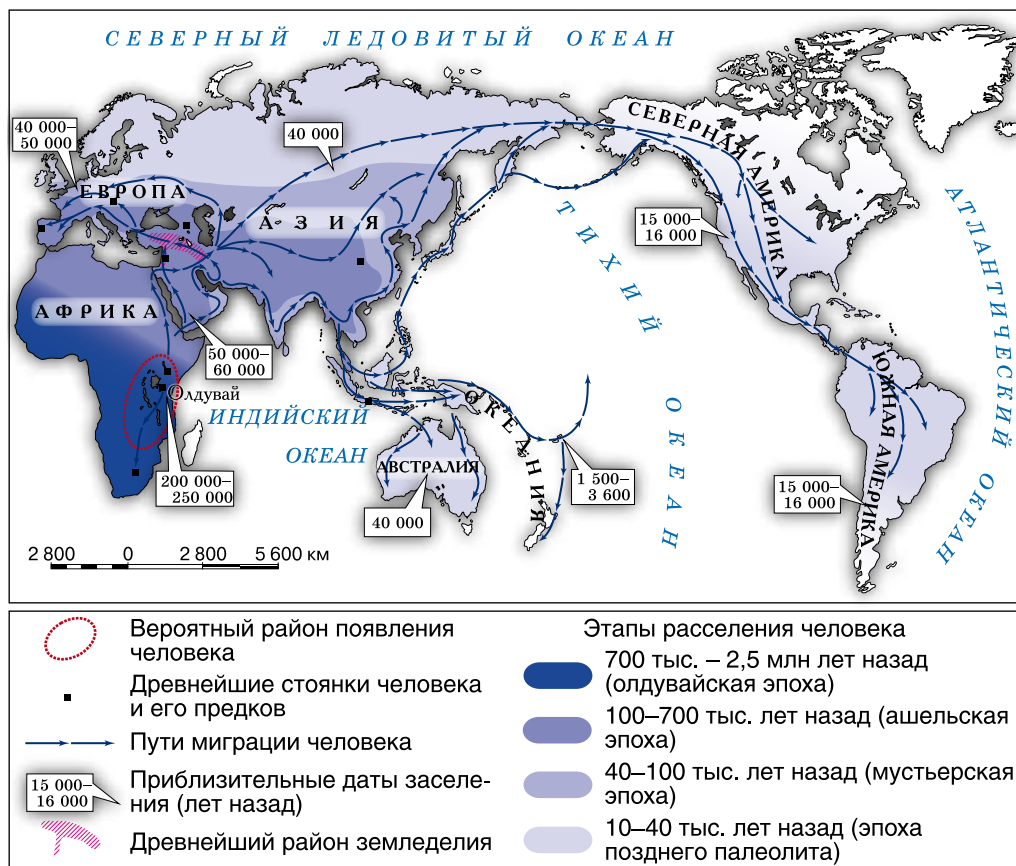 СЕВЕРНЫЙ ЛЕДОВИТЫЙ ОКЕАН
40 000–
50 000
40 000
ЕВРОПА
АЗИЯ
СЕВЕРНАЯ АМЕРИКА
15 000–
16 000
ТИХИЙ ОКЕАН
АТЛАНТИЧЕСКИЙ ОКЕАН
АФРИКА
50 000–
60 000
Олдувай
ИНДИЙСКИЙ
ОКЕАН
ОКЕАНИЯ
АВСТРАЛИЯ
ЮЖНАЯ АМЕРИКА
200 000–
250 000
40 000
1 500–
3 600
15 000–
16 000
2 800 0 2 800 5 600 км
Вероятный район появления
человека
Древнейшие стоянки человека
и его предков
Пути миграции человека
15 000–
16 000
Приблизительные даты заселе-
ния (лет назад)
Древнейший район земледелия
Этапы расселения человека
700 тыс. – 2,5 млн лет назад
(олдувайская эпоха)
100–700 тыс. лет назад (ашельская
эпоха)
40–100 тыс. лет назад (мустьерская
эпоха)
10–40 тыс. лет назад (эпоха
позднего палеолита)